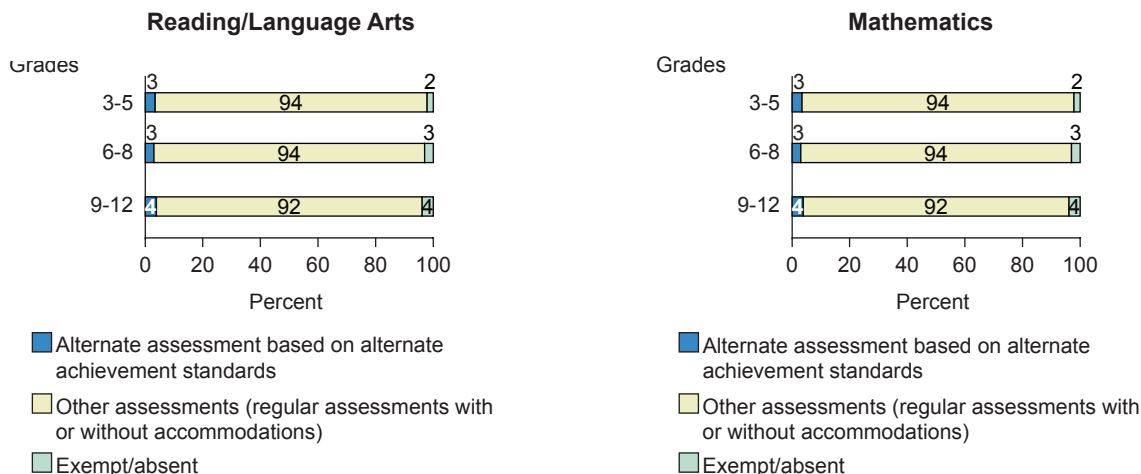 Reading/Language Arts
Grades
3 2
3-5 94
3 3
6-8 94
9-12 4 92 4
0 20 40 60 80 100
Percent
Alternate assessment based on alternate
achievement standards
Other assessments (regular assessments with
or without accommodations)
Exempt/absent
Mathematics
Grades
3 2
3-5 94
3 3
6-8 94
9-12 4 92 4
0 20 40 60 80 100
Percent
Alternate assessment based on alternate
achievement standards
Other assessments (regular assessments with
or without accommodations)
Exempt/absent